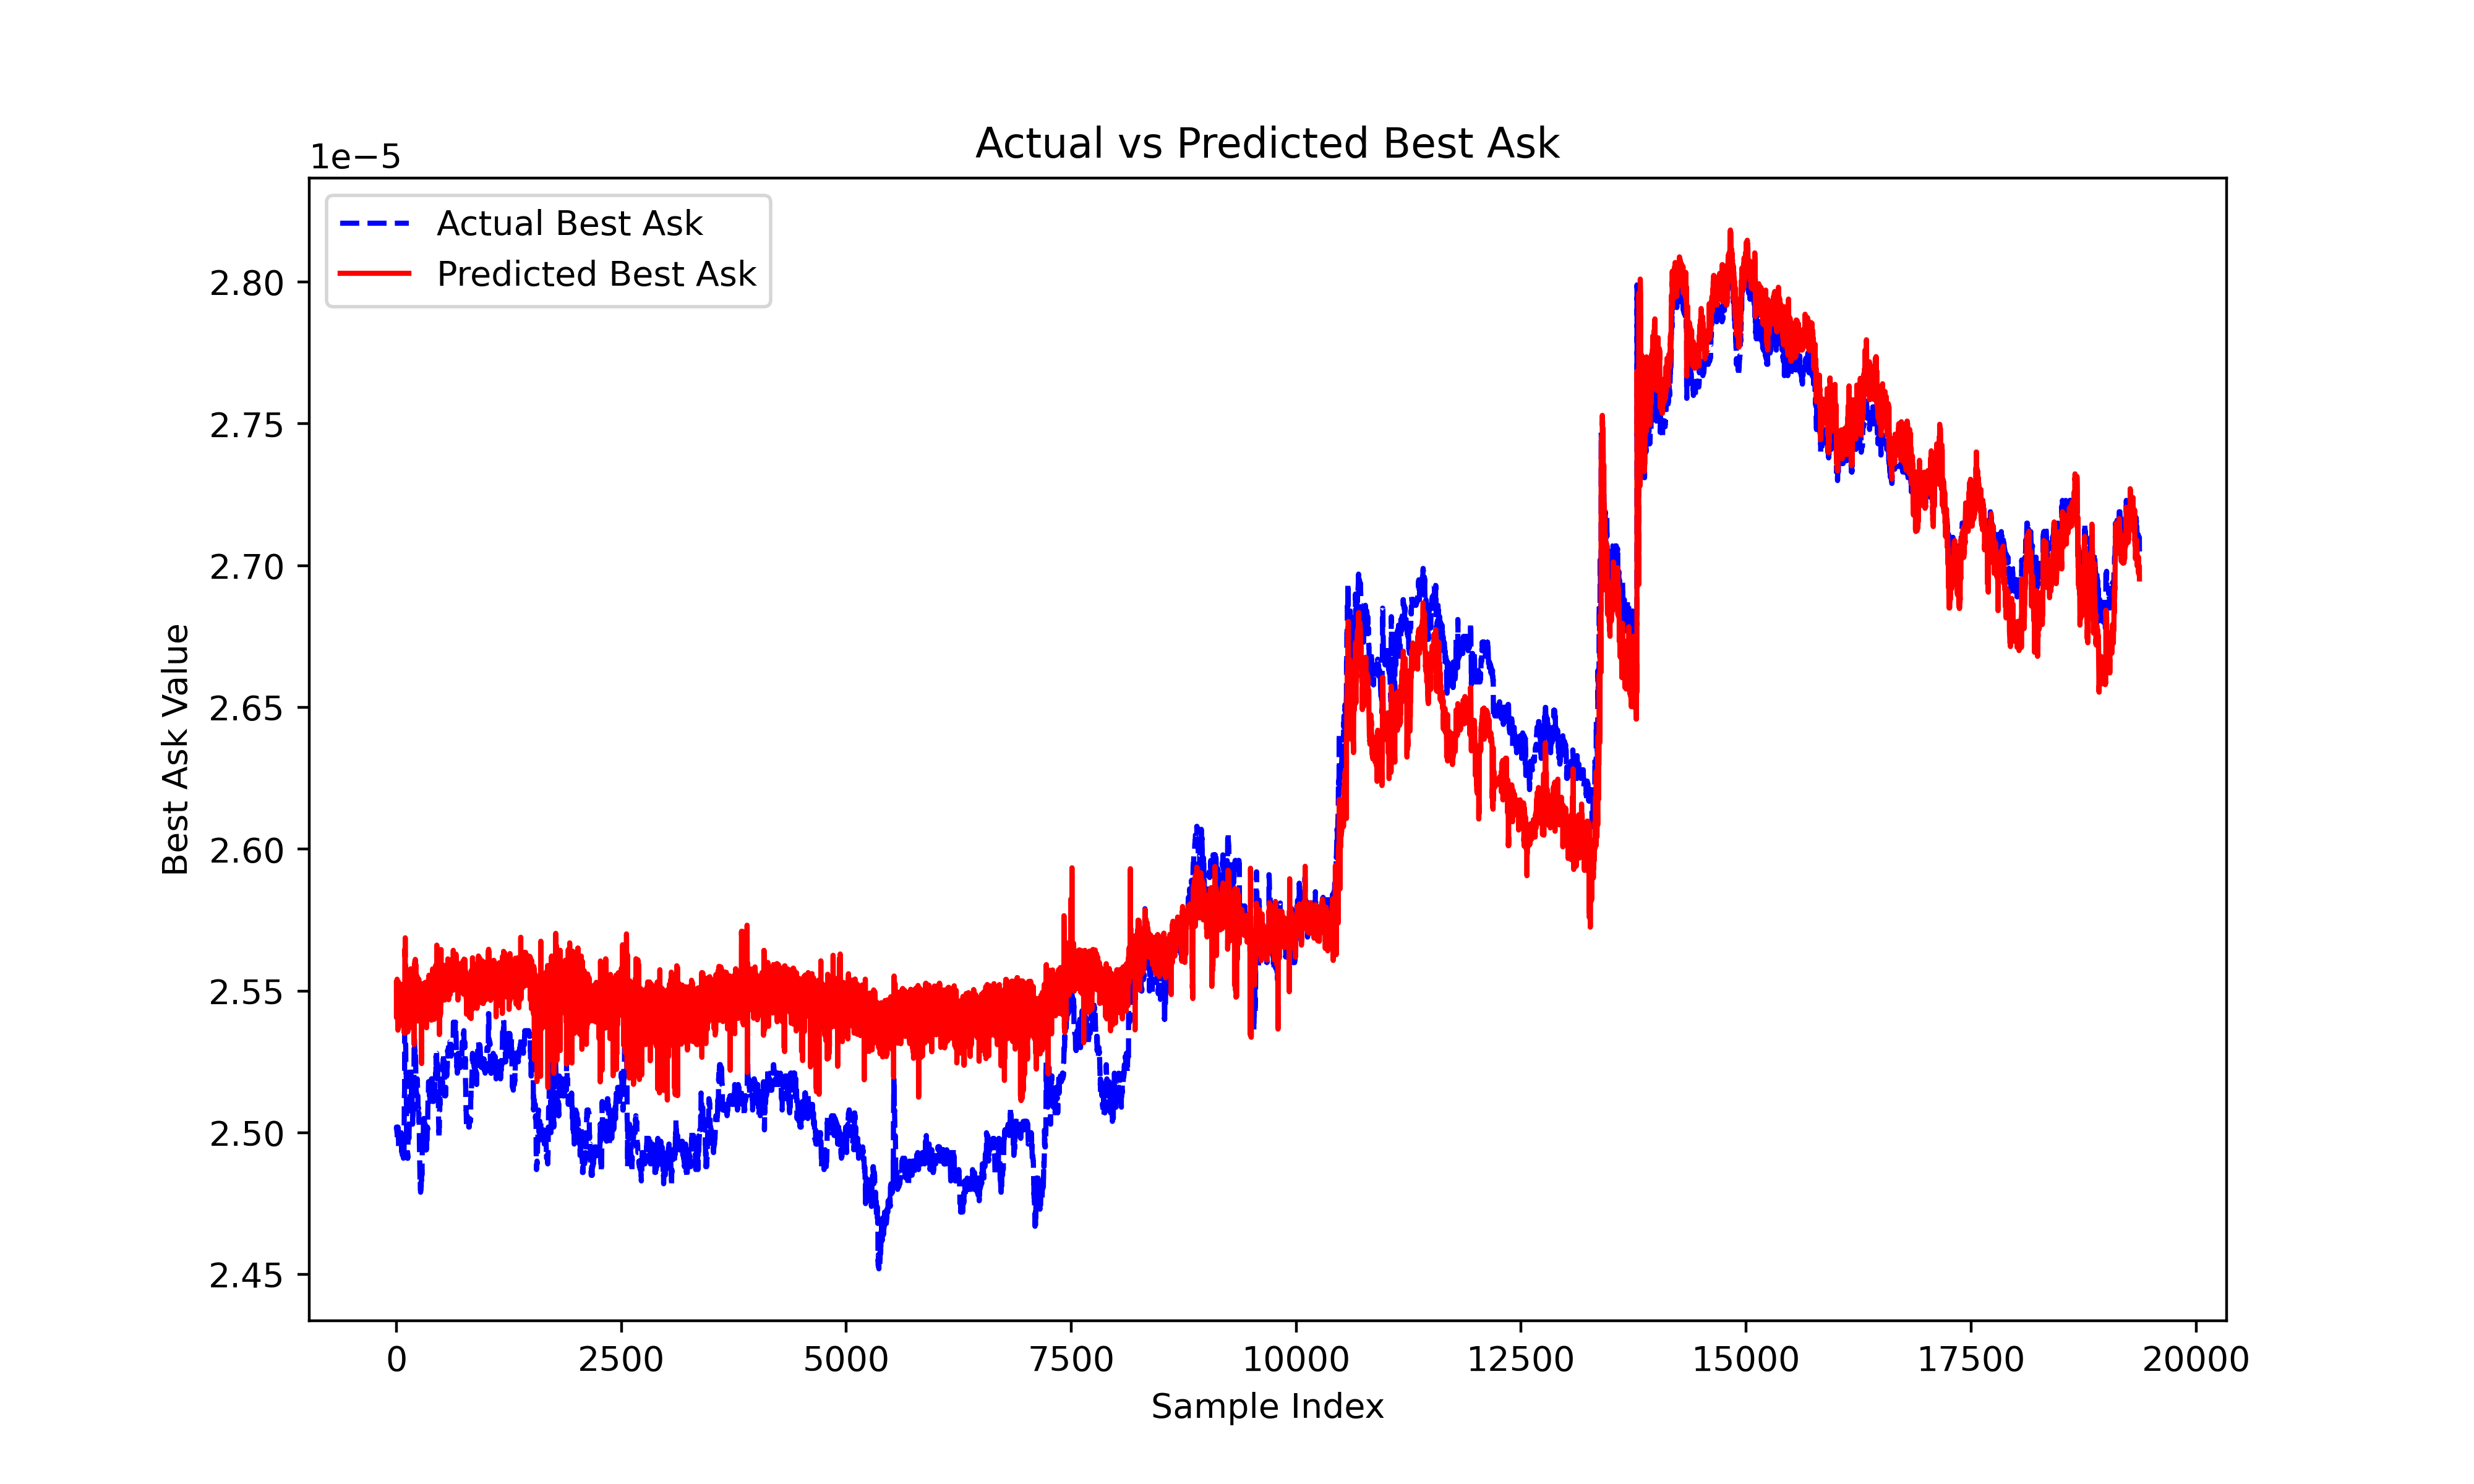 Actual vs Predicted Best Ask
1e−5
Actual Best Ask
Predicted Best Ask
2.80
2.75
2.70
2.65
2.60
2.55
2.50
2.45
Best Ask Value
0 2500 5000 7500 10000 12500 15000 17500 20000
Sample Index